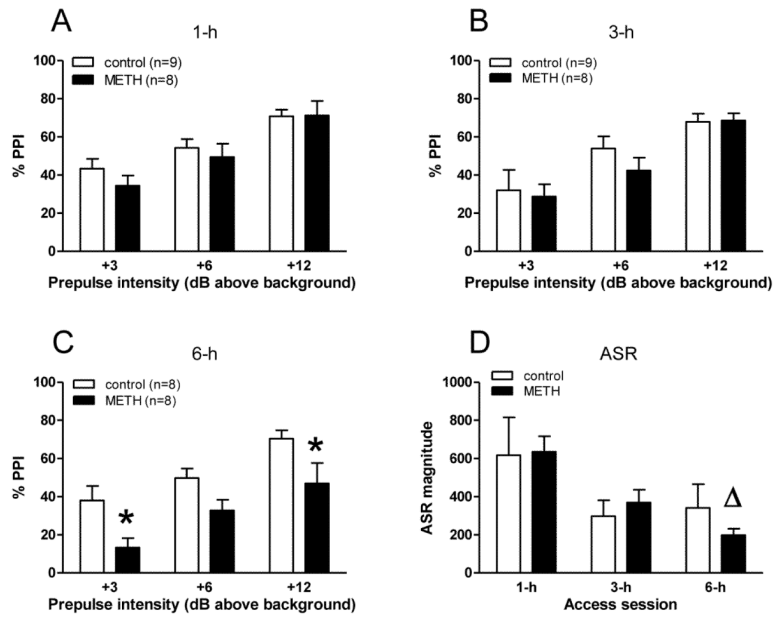 A
1-h
control (n=9)
METH (n=8)
100
80
60
40
20
0
% PPI
+3 +6 +12
Prepulse intensity (dB above background)
B
3-h
control (n=9)
METH (n=8)
100
80
60
40
20
0
% PPI
+3 +6 +12
Prepulse intensity (dB above background)
C
6-h
control (n=8)
METH (n=8)
100
80
60
40
20
0
% PPI
*
*
+3 +6 +12
Prepulse intensity (dB above background)
D
ASR
control
METH
1000
800
600
400
200
0
ASR magnitude
Δ
1-h 3-h 6-h
Access session